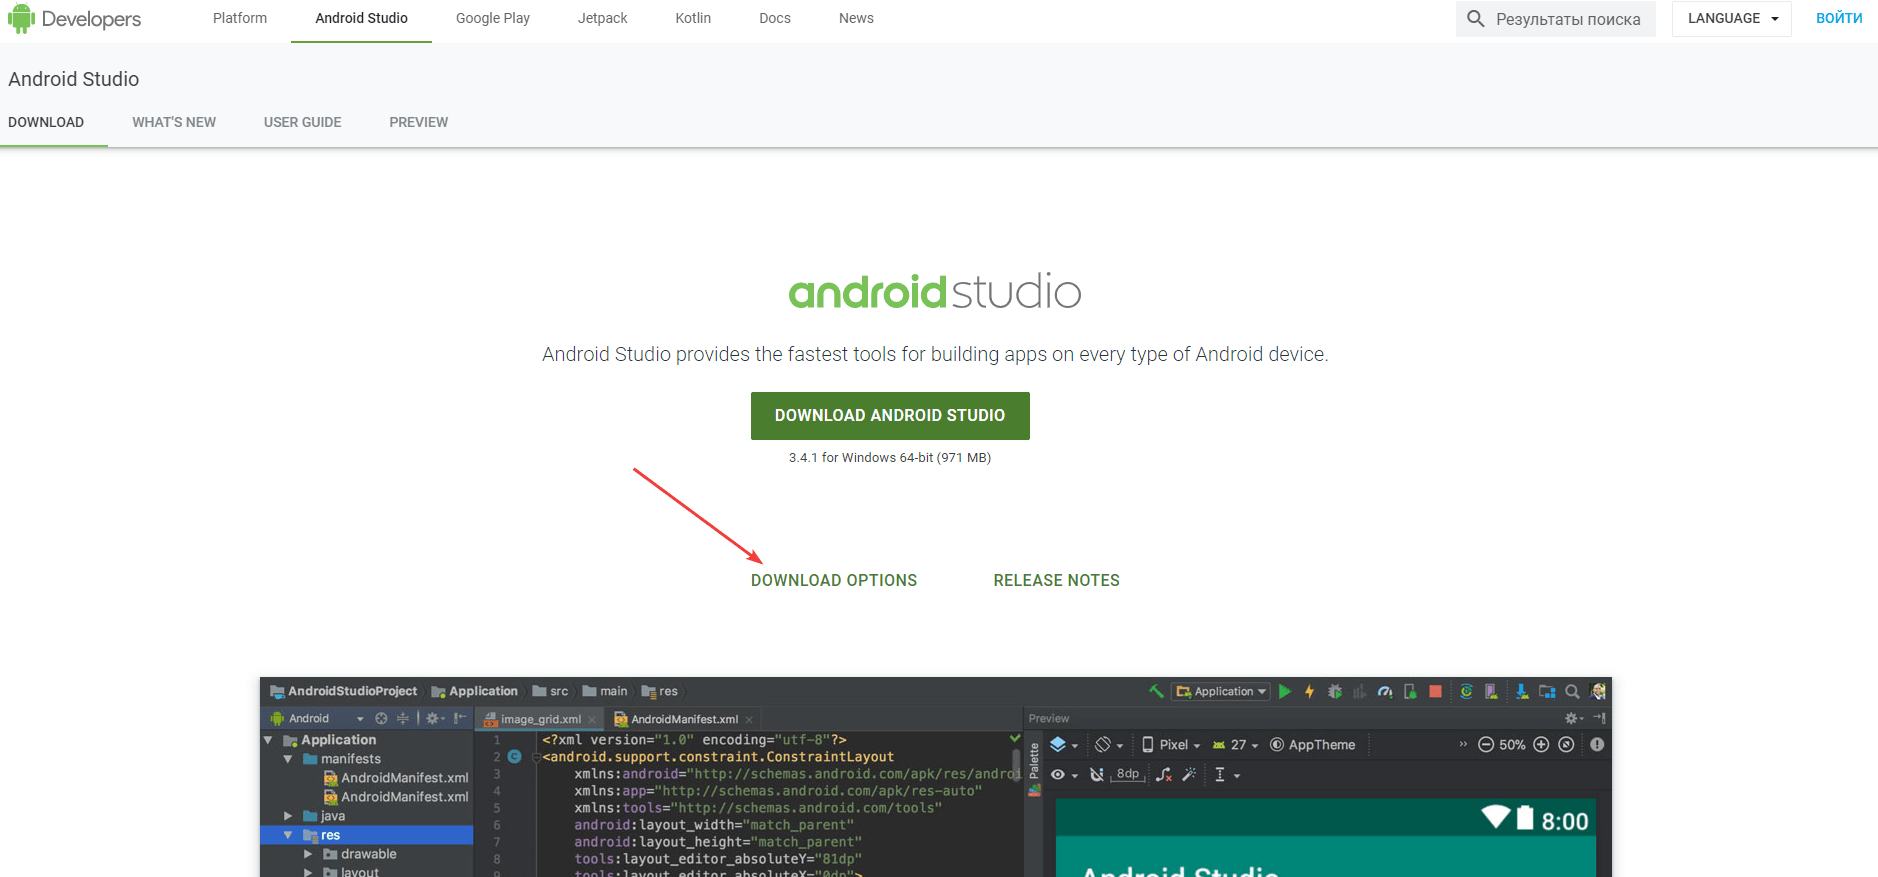 Developers Platform Android Studio Google Play Jetpack Kotlin Docs News Результаты поиска LANGUAGE ВОЙТИ
Android Studio
DOWNLOAD WHAT'S NEW USER GUIDE PREVIEW
androidstudio
Android Studio provides the fastest tools for building apps on every type of Android device.
DOWNLOAD ANDROID STUDIO
3.4.1 for Windows 64-bit (971 MB)
DOWNLOAD OPTIONS RELEASE NOTES
AndroidStudioProject Application src main res Application
Android image_grid.xml AndroidManifest.xml Preview
Application
manifests
AndroidManifest.xml
AndroidManifest.xml
java
res
drawable
layout
1 <?xml version="1.0" encoding="utf-8"?>
2 <android.support.constraint.ConstraintLayout
3 xmlns:android="http://schemas.android.com/apk/res/androi
4 xmlns:app="http://schemas.android.com/apk/res-auto"
5 xmlns:tools="http://schemas.android.com/tools"
6 android:layout_width="match_parent"
7 android:layout_height="match_parent"
8 tools:layout_editor_absoluteY="81dp"
9 tools:layout_editor_absoluteX="0dp">
Palette
Pixel 27 AppTheme 50%
8dp
8:00
Android Studio